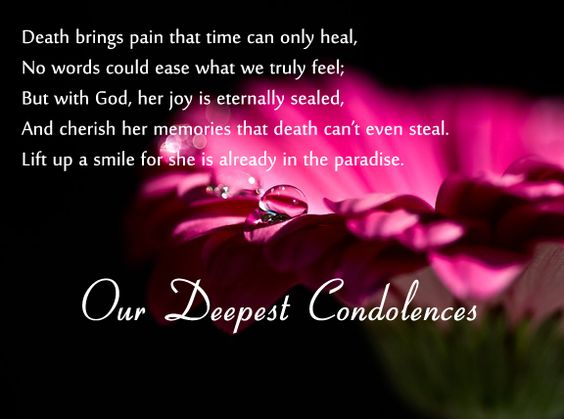 Death brings pain that time can only heal,
No words could ease what we truly feel;
But with God, her joy is eternally sealed,
And cherish her memories that death can't even steal.
Lift up a smile for she is already in the paradise.
Our Deepest Condolences